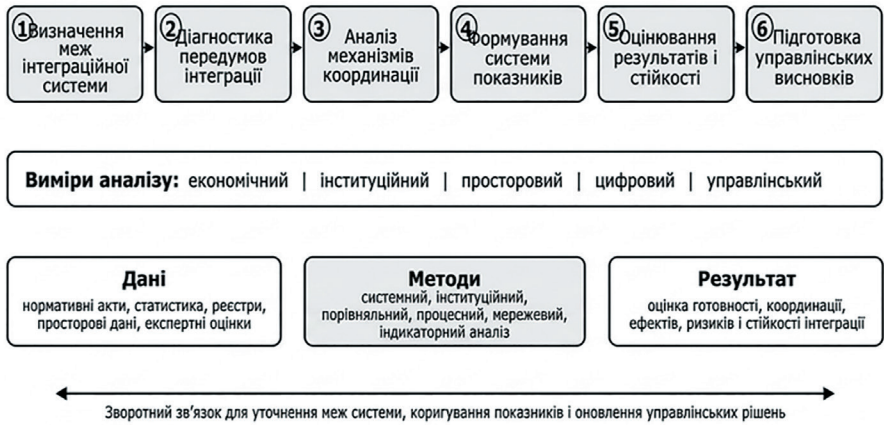 ① Визначення
меж
інтеграційної
системи
② Діагностика
передумов
інтеграції
③ Аналіз
механізмів
координації
④ Формування
системи
показників
⑤ Оцінювання
результатів і
стійкості
⑥ Підготовка
управлінських
висновків
Виміри аналізу: економічний | інституційний | просторовий | цифровий | управлінський
Дані
нормативні акти, статистика, реєстри,
просторові дані, експертні оцінки
Методи
системний, інституційний,
порівняльний, процесний, мережевий,
індикаторний аналіз
Результат
оцінка готовності, координації,
ефектів, ризиків і стійкості інтеграції
Зворотний зв'язок для уточнення меж системи, коригування показників і оновлення управлінських рішень